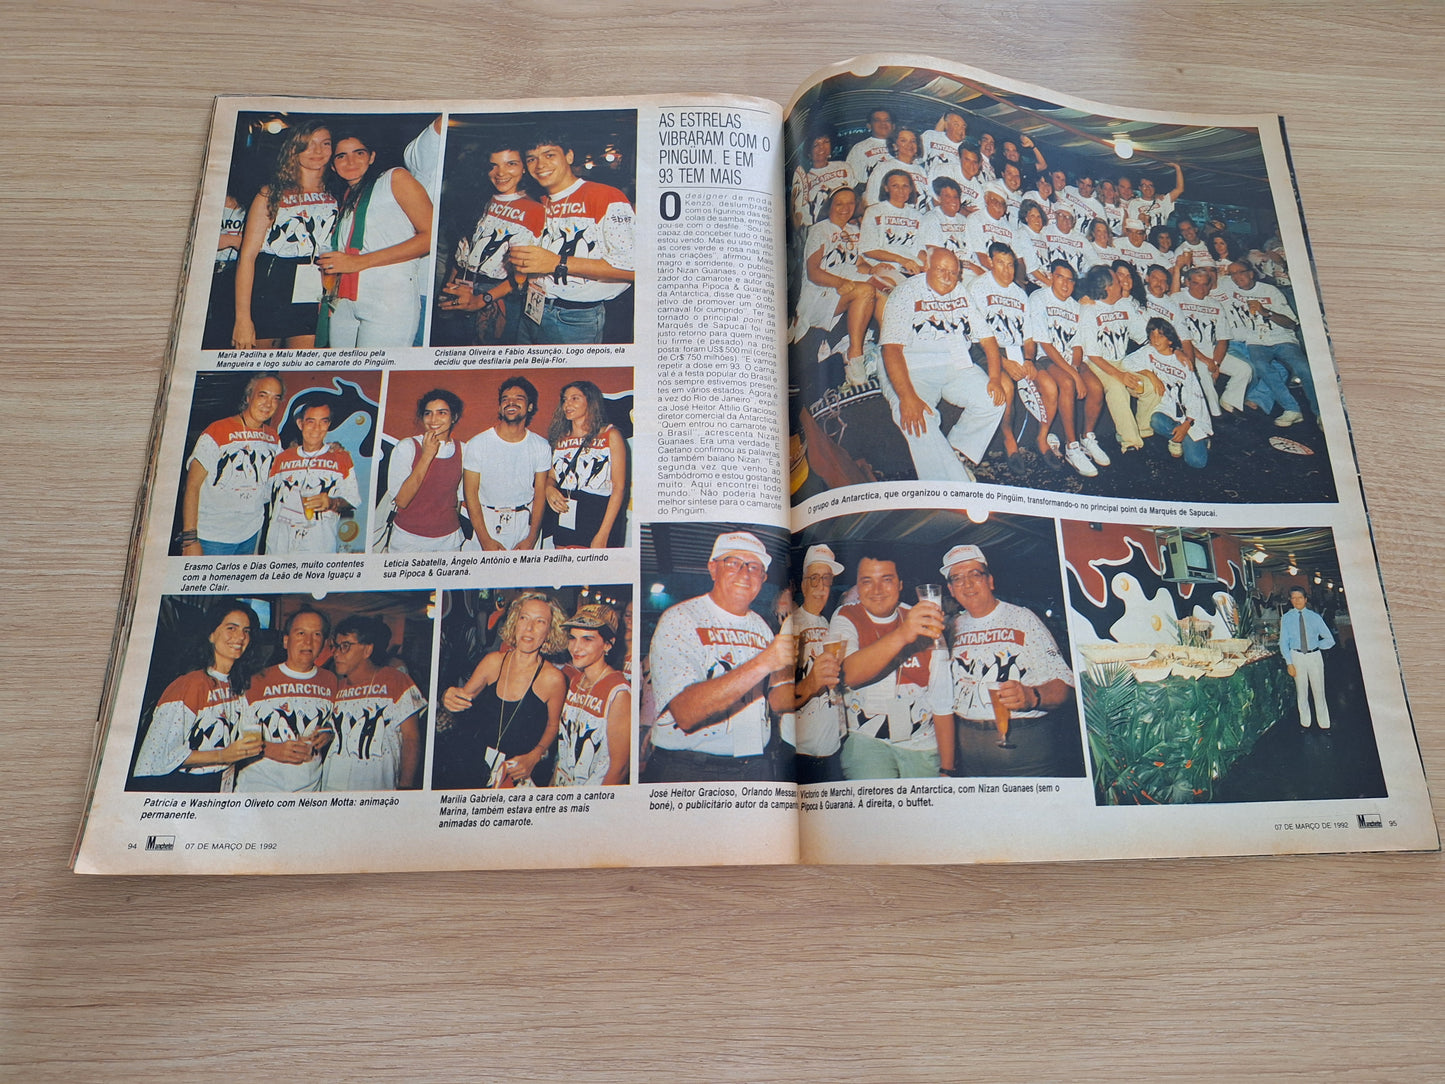 AS ESTRELAS
VIBRARAM COM O
PINGÜIM. E EM
93 TEM MAIS
O designer de moda
Kenzo, deslumbrado
com os figurinos das es-
colas de samba, empol-
gou-se com o desfile. "Sou in-
capaz de conceber tudo o que
estou vendo. Mas eu uso muito
as cores verde e rosa nas mi-
nhas criações", afirmou. Mais
magro e sorridente, o publici-
tário Nizan Guanaes, o organi-
zador do camarote e autor da
campanha Pipoca & Guaraná
da Antarctica, disse que "o ob-
jetivo de promover um ótimo
carnaval foi cumprido". Ter se
tornado o principal point da
Marquês de Sapucaí foi um
justo retorno para quem inves-
tiu firme (e pesado) na pro-
posta: foram US$ 500 mil (cerca
de Cr$ 750 milhões). "E vamos
repetir a dose em 93. O carna-
val é a festa popular do Brasil e
nós sempre estivemos presen-
tes em vários estados. Agora é
a vez do Rio de Janeiro", expli-
ca José Heitor Attilio Gracioso,
diretor comercial da Antarctica.
"Quem entrou no camarote viu
o Brasil", acrescenta Nizan
Guanaes. Era uma verdade. E
Caetano confirmou as palavras
do também baiano Nizan: "É a
segunda vez que venho ao
Sambódromo e estou gostando
muito. Aqui encontrei todo
mundo." Não poderia haver
melhor síntese para o camarote
do Pingüim.
Maria Padilha e Malu Mader, que desfilou pela
Mangueira e logo subiu ao camarote do Pingüim.
Cristiana Oliveira e Fábio Assunção. Logo depois, ela
decidiu que desfilaria pela Beija-Flor.
Erasmo Carlos e Dias Gomes, muito contentes
com a homenagem da Leão de Nova Iguaçu a
Janete Clair.
Letícia Sabatella, Ângelo Antônio e Maria Padilha, curtindo
sua Pipoca & Guaraná.
Patrícia e Washington Oliveto com Nélson Motta: animação
permanente.
Marília Gabriela, cara a cara com a cantora
Marina, também estava entre as mais
animadas do camarote.
O grupo da Antarctica, que organizou o camarote do Pingüim, transformando-o no principal point da Marquês de Sapucaí.
José Heitor Gracioso, Orlando Messas Victorio de Marchi, diretores da Antarctica, com Nizan Guanaes (sem o
boné), o publicitário autor da campan Pipoca & Guaraná. À direita, o buffet.
94 Manchete 07 DE MARÇO DE 1992
07 DE MARÇO DE 1992 Manchete 95
ANTARCTICA
ANTARCTICA
ANTARCTICA
ANTARCTICA
ANTARCTICA
ANTARCTICA
ANTARCTICA